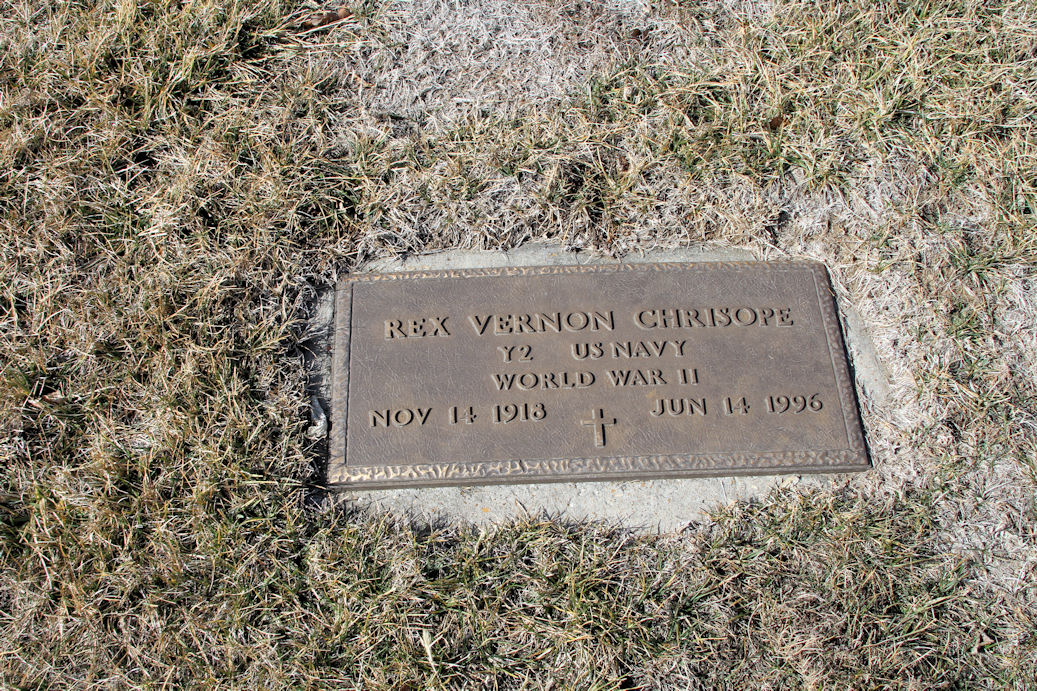 REX VERNON CHRISOPE
Y2 US NAVY
WORLD WAR II
NOV 14 1918 JUN 14 1996